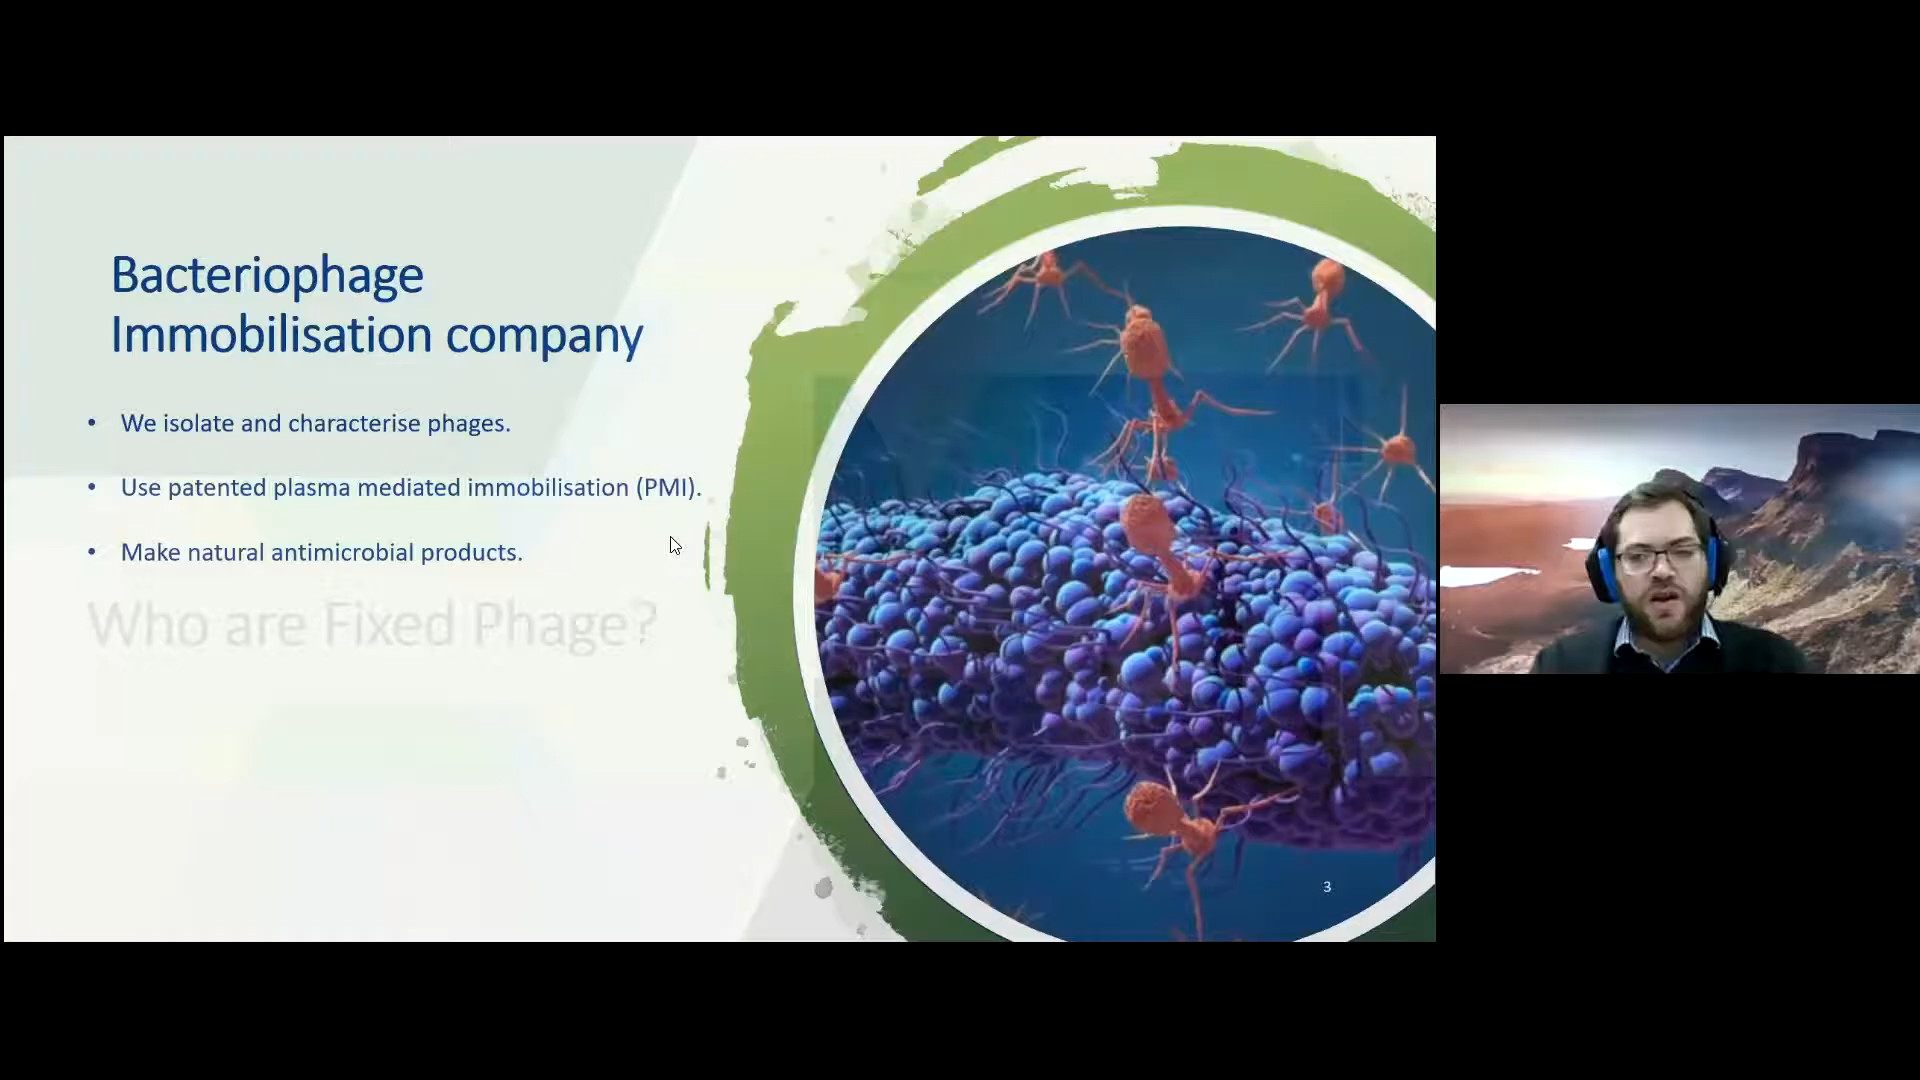 Bacteriophage
Immobilisation company
• We isolate and characterise phages.
• Use patented plasma mediated immobilisation (PMI).
• Make natural antimicrobial products.
Who are Fixed Phage?
3